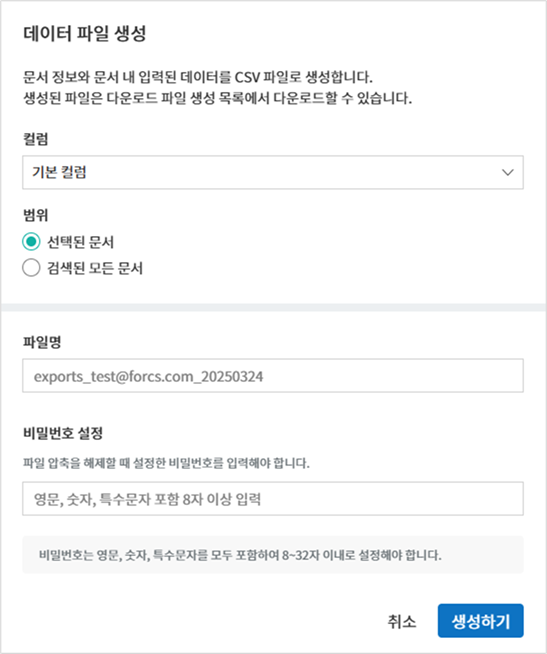 데이터 파일 생성
문서 정보와 문서 내 입력된 데이터를 CSV 파일로 생성합니다.
생성된 파일은 다운로드 파일 생성 목록에서 다운로드할 수 있습니다.
컬럼
기본 컬럼
범위
선택된 문서
검색된 모든 문서
파일명
exports_test@forcs.com_20250324
비밀번호 설정
파일 압축을 해제할 때 설정한 비밀번호를 입력해야 합니다.
영문, 숫자, 특수문자 포함 8자 이상 입력
비밀번호는 영문, 숫자, 특수문자를 모두 포함하여 8~32자 이내로 설정해야 합니다.
취소
생성하기